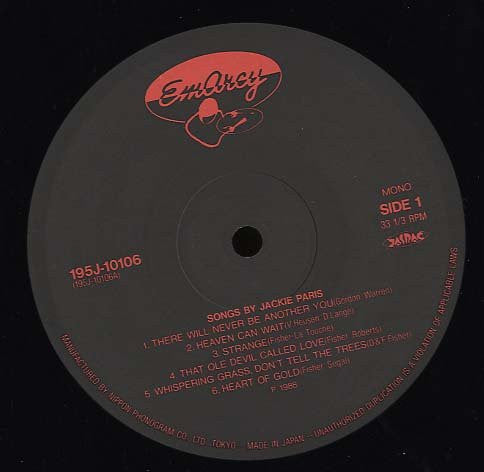 EmArcy
MONO
SIDE 1
33 1/3 RPM
JASRAC
195J-10106
(195J-10106A)
SONGS BY JACKIE PARIS
1. THERE WILL NEVER BE ANOTHER YOU(Gordon. Warren)
2. HEAVEN CAN WAIT(V.Heusen. D.Lange)
3. STRANGE(Fisher-La Touche)
4. THAT OLE DEVIL CALLED LOVE(Fisher. Roberts)
5. WHISPERING GRASS, DON'T TELL THE TREES(D.&F.Fisher)
6. HEART OF GOLD(Fisher. Segal)
P 1986
MANUFACTURED BY NIPPON PHONOGRAM CO., LTD., TOKYO. – MADE IN JAPAN – UNAUTHORIZED DUPLICATION IS A VIOLATION OF APPLICABLE LAWS